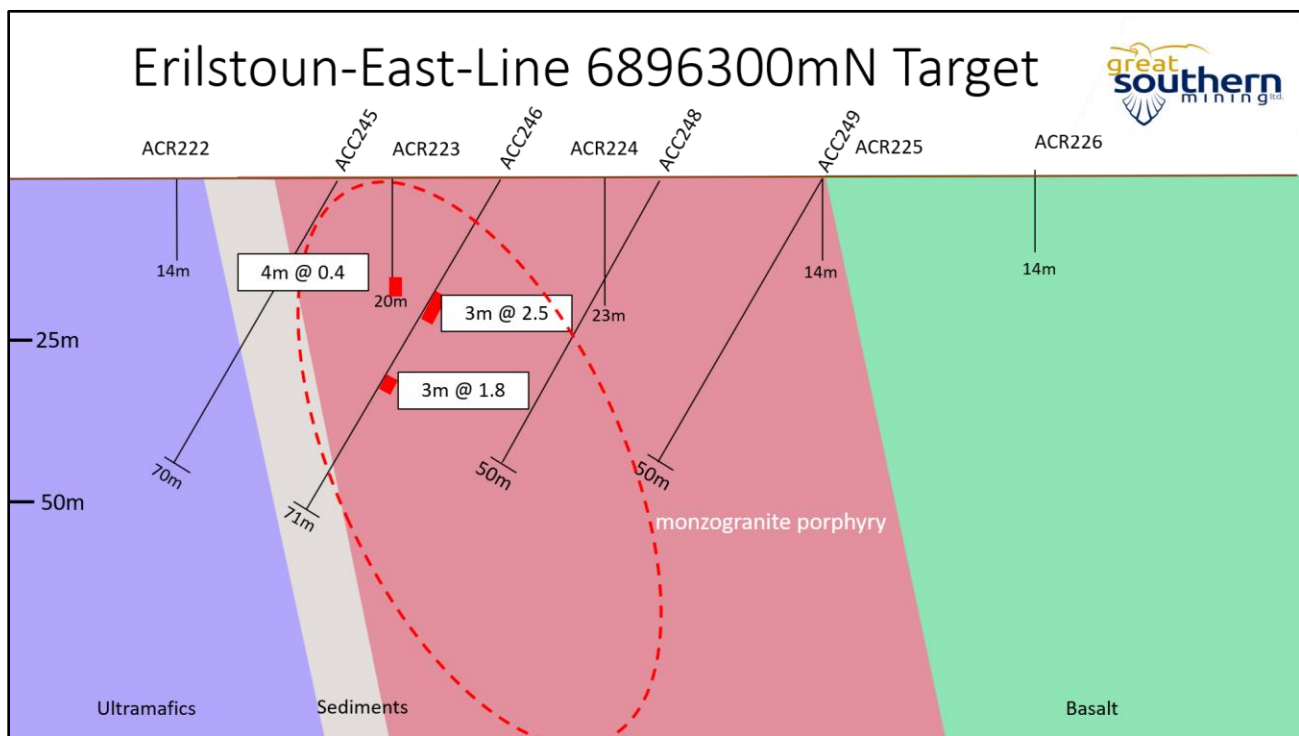 Erilstoun-East-Line 6896300mN Target
great
southern
mining ltd.
ACR222
ACC245
ACR223
ACC246
ACR224
ACC248
ACC249
ACR225
ACR226
14m
4m @ 0.4
20m
3m @ 2.5
23m
14m
14m
25m
3m @ 1.8
70m
50m
50m
50m
71m
monzogranite porphyry
Ultramafics
Sediments
Basalt